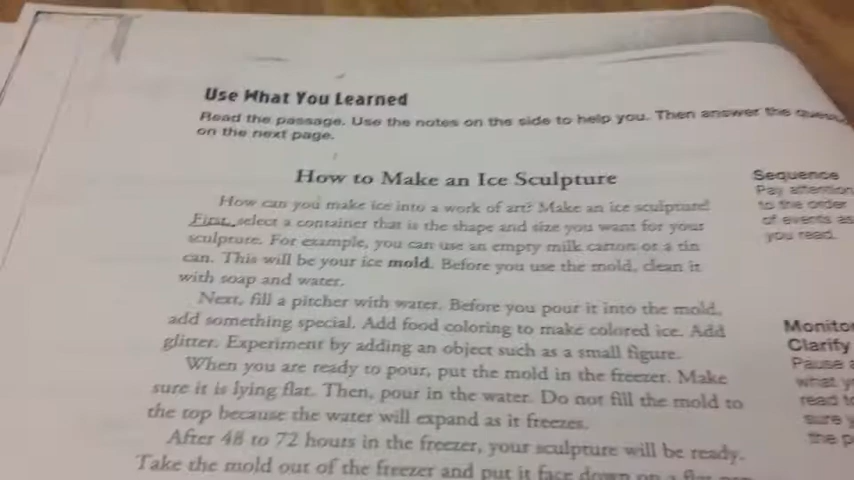 Use What You Learned
Read the passage. Use the notes on the side to help you. Then answer the
on the next page.
How to Make an Ice Sculpture
How can you make ice into a work of art? Make an ice sculpture!
First, select a container that is the shape and size you want for your
sculpture. For example, you can use an empty milk carton or a tin
can. This will be your ice mold. Before you use the mold, clean it
with soap and water.
Next, fill a pitcher with water. Before you pour it into the mold,
add something special. Add food coloring to make colored ice. Add
glitter. Experiment by adding an object such as a small figure.
When you are ready to pour, put the mold in the freezer. Make
sure it is lying flat. Then, pour in the water. Do not fill the mold to
the top because the water will expand as it freezes.
After 48 to 72 hours in the freezer, your sculpture will be ready.
Take the mold out of the freezer and put it face down on a flat
Sequence
Pay attention
to the order
of events as
you read.
Clarify
Pause
what
read
sure
the